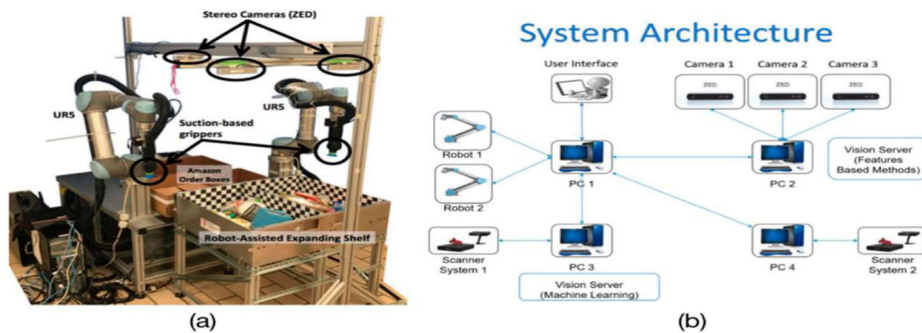 Stereo Cameras (ZED)
UR5
UR5
Suction-based
grippers
Amazon
Order Boxes
Robot-Assisted Expanding Shelf
(a)
System Architecture
User Interface
Camera 1
Camera 2
Camera 3
ZED
ZED
ZED
Robot 1
Robot 2
PC 1
PC 2
Vision Server
(Features
Based Methods)
Scanner
System 1
PC 3
PC 4
Scanner
System 2
Vision Server
(Machine Learning)
(b)